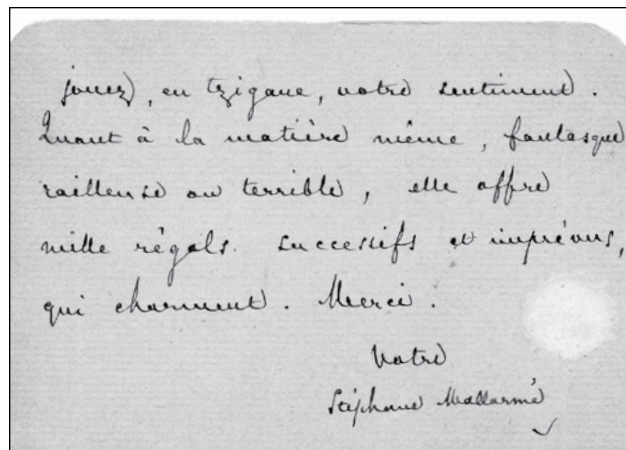 jouez, en tzigane, votre sentiment.
Quant à la matière même, fantasque
railleuse ou terrible, elle offre
mille régals successifs et imprévus,
qui charment. Merci.
Votre
Stéphane Mallarmé